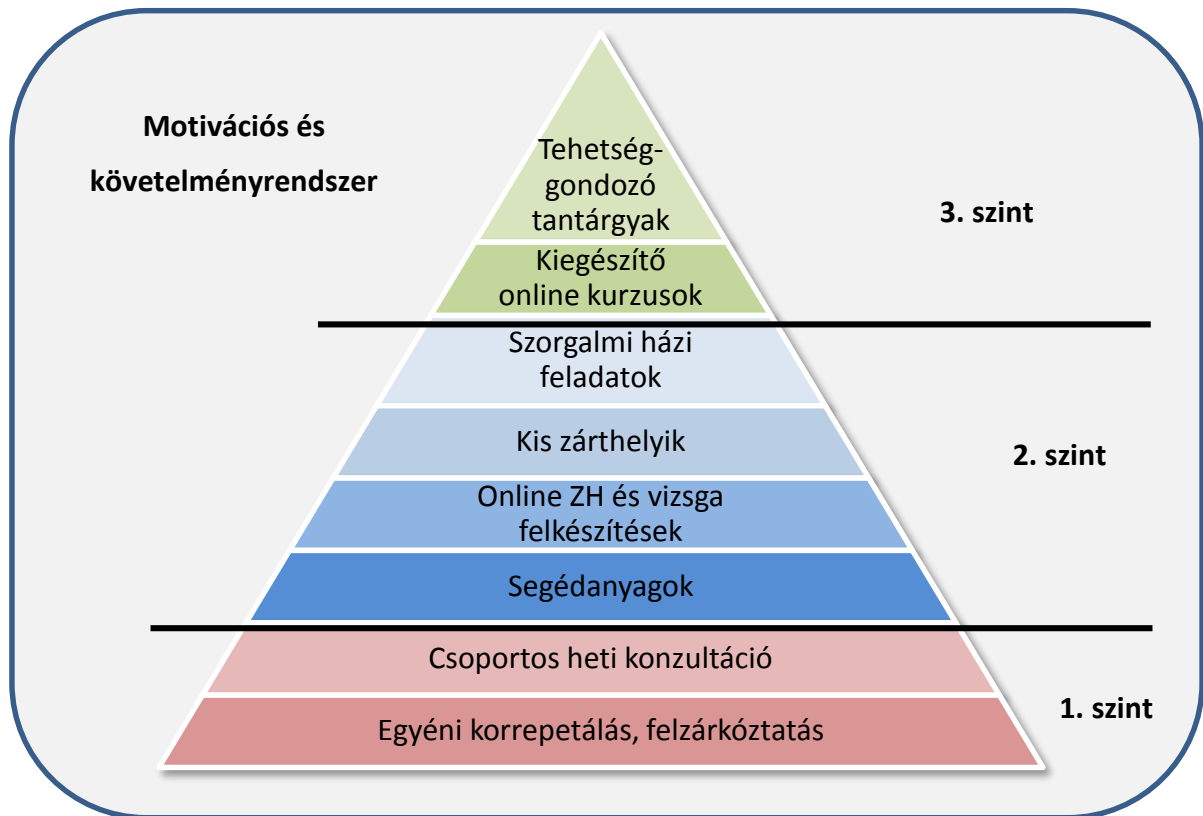 Motivációs és
követelményrendszer
Tehetség-
gondozó
tantárgyak
3. szint
Kiegészítő
online kurzusok
Szorgalmi házi
feladatok
Kis zárthelyik
2. szint
Online ZH és vizsga
felkészítések
Segédanyagok
Csoportos heti konzultáció
1. szint
Egyéni korrepetálás, felzárkóztatás